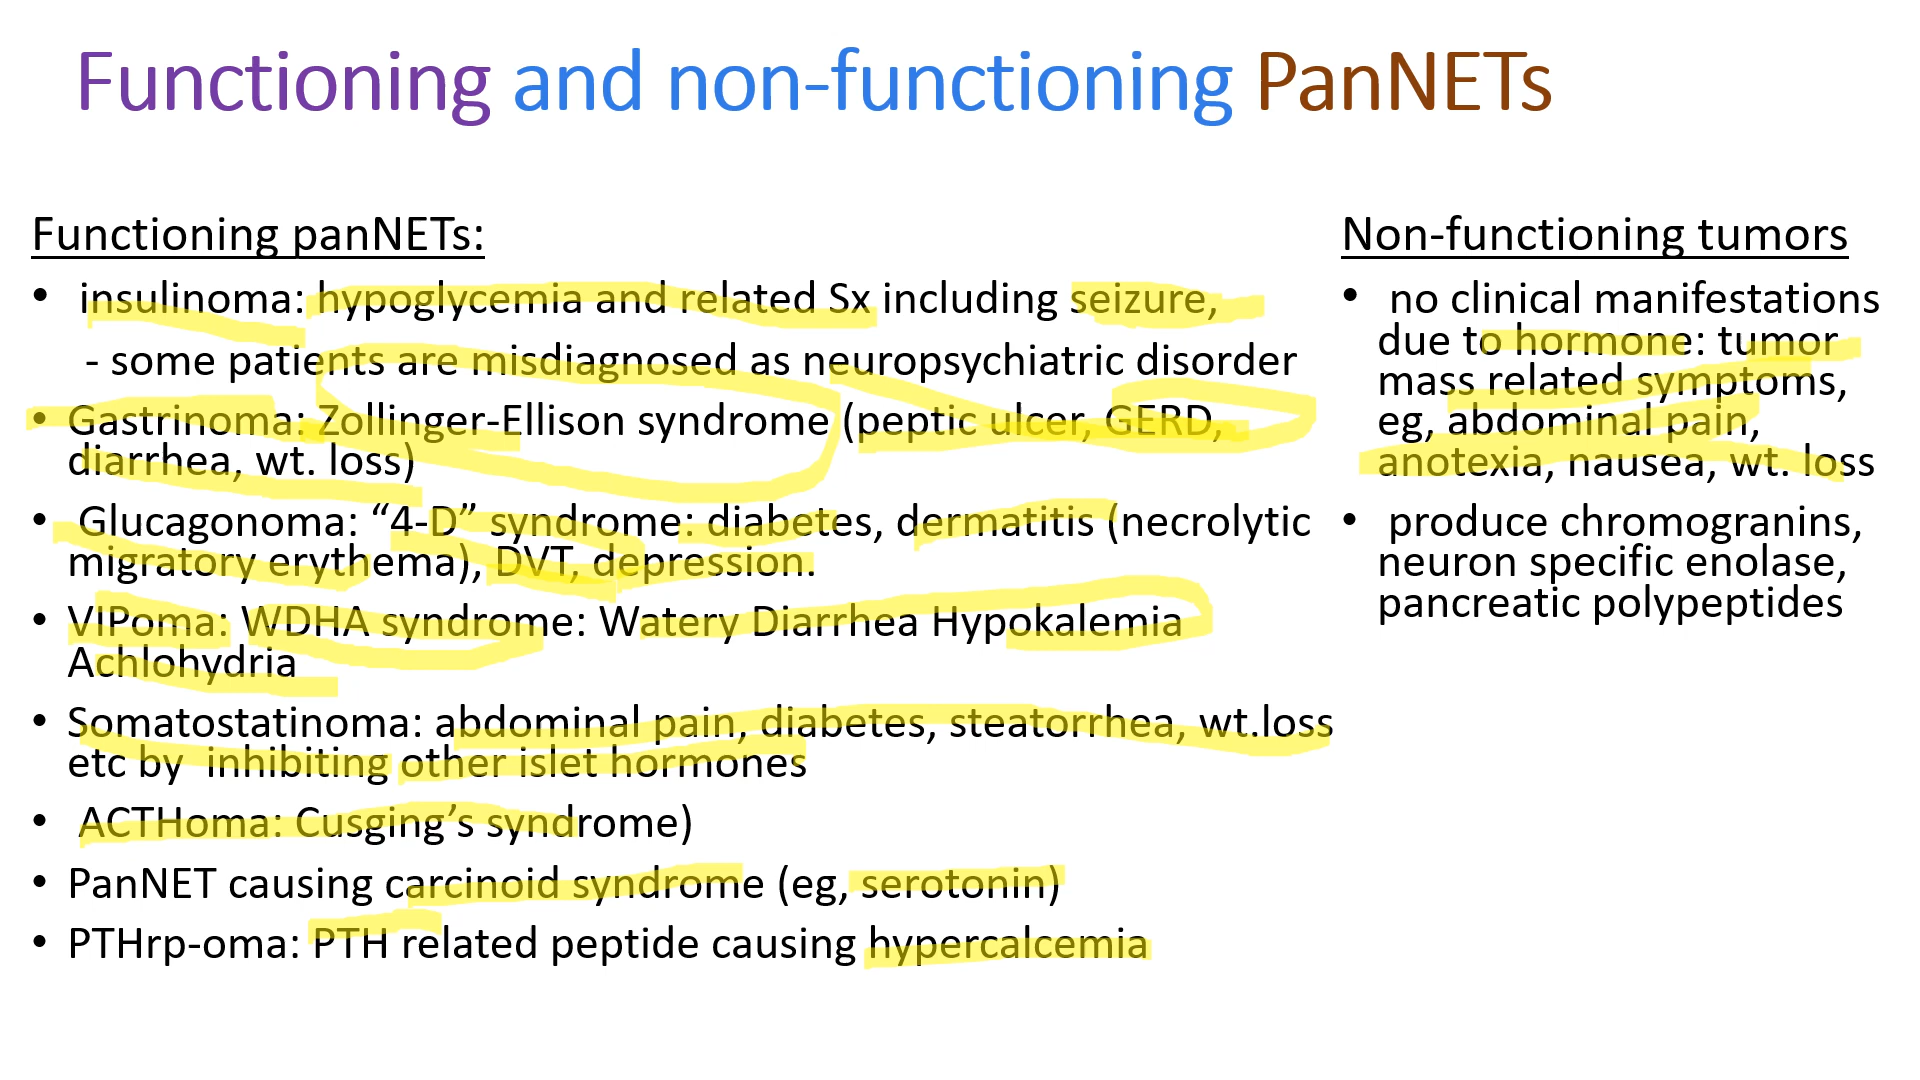 Functioning and non-functioning PanNETs
Functioning panNETs:
• insulinoma: hypoglycemia and related Sx including seizure,
- some patients are misdiagnosed as neuropsychiatric disorder
• Gastrinoma: Zollinger-Ellison syndrome (peptic ulcer, GERD,
diarrhea, wt. loss)
• Glucagonoma: “4-D” syndrome: diabetes, dermatitis (necrolytic
migratory erythema), DVT, depression.
• VIPoma: WDHA syndrome: Watery Diarrhea Hypokalemia
Achlohydria
• Somatostatinoma: abdominal pain, diabetes, steatorrhea, wt.loss
etc by inhibiting other islet hormones
• ACTHoma: Cusging’s syndrome)
• PanNET causing carcinoid syndrome (eg, serotonin)
• PTHrp-oma: PTH related peptide causing hypercalcemia
Non-functioning tumors
• no clinical manifestations
due to hormone: tumor
mass related symptoms,
eg, abdominal pain,
anotexia, nausea, wt. loss
• produce chromogranins,
neuron specific enolase,
pancreatic polypeptides